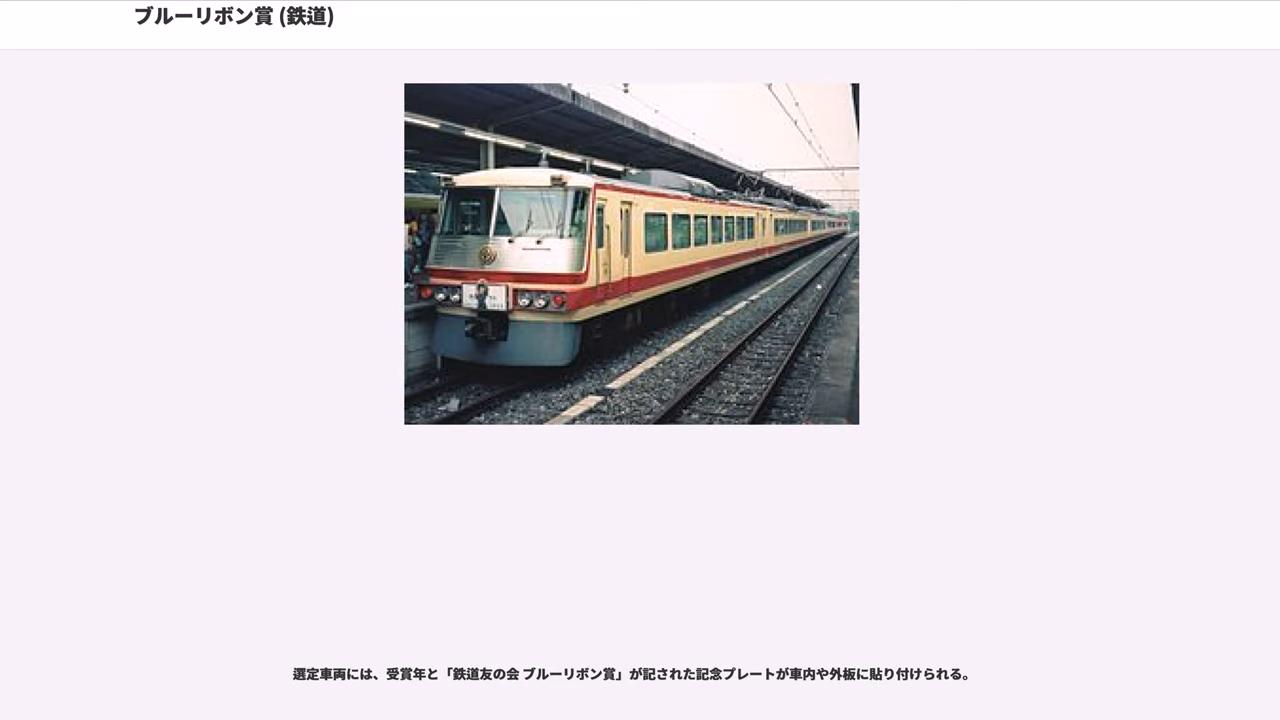 ブルーリボン賞 (鉄道)
選定車両には、受賞年と「鉄道友の会 ブルーリボン賞」が記された記念プレートが車内や外板に貼り付けられる。